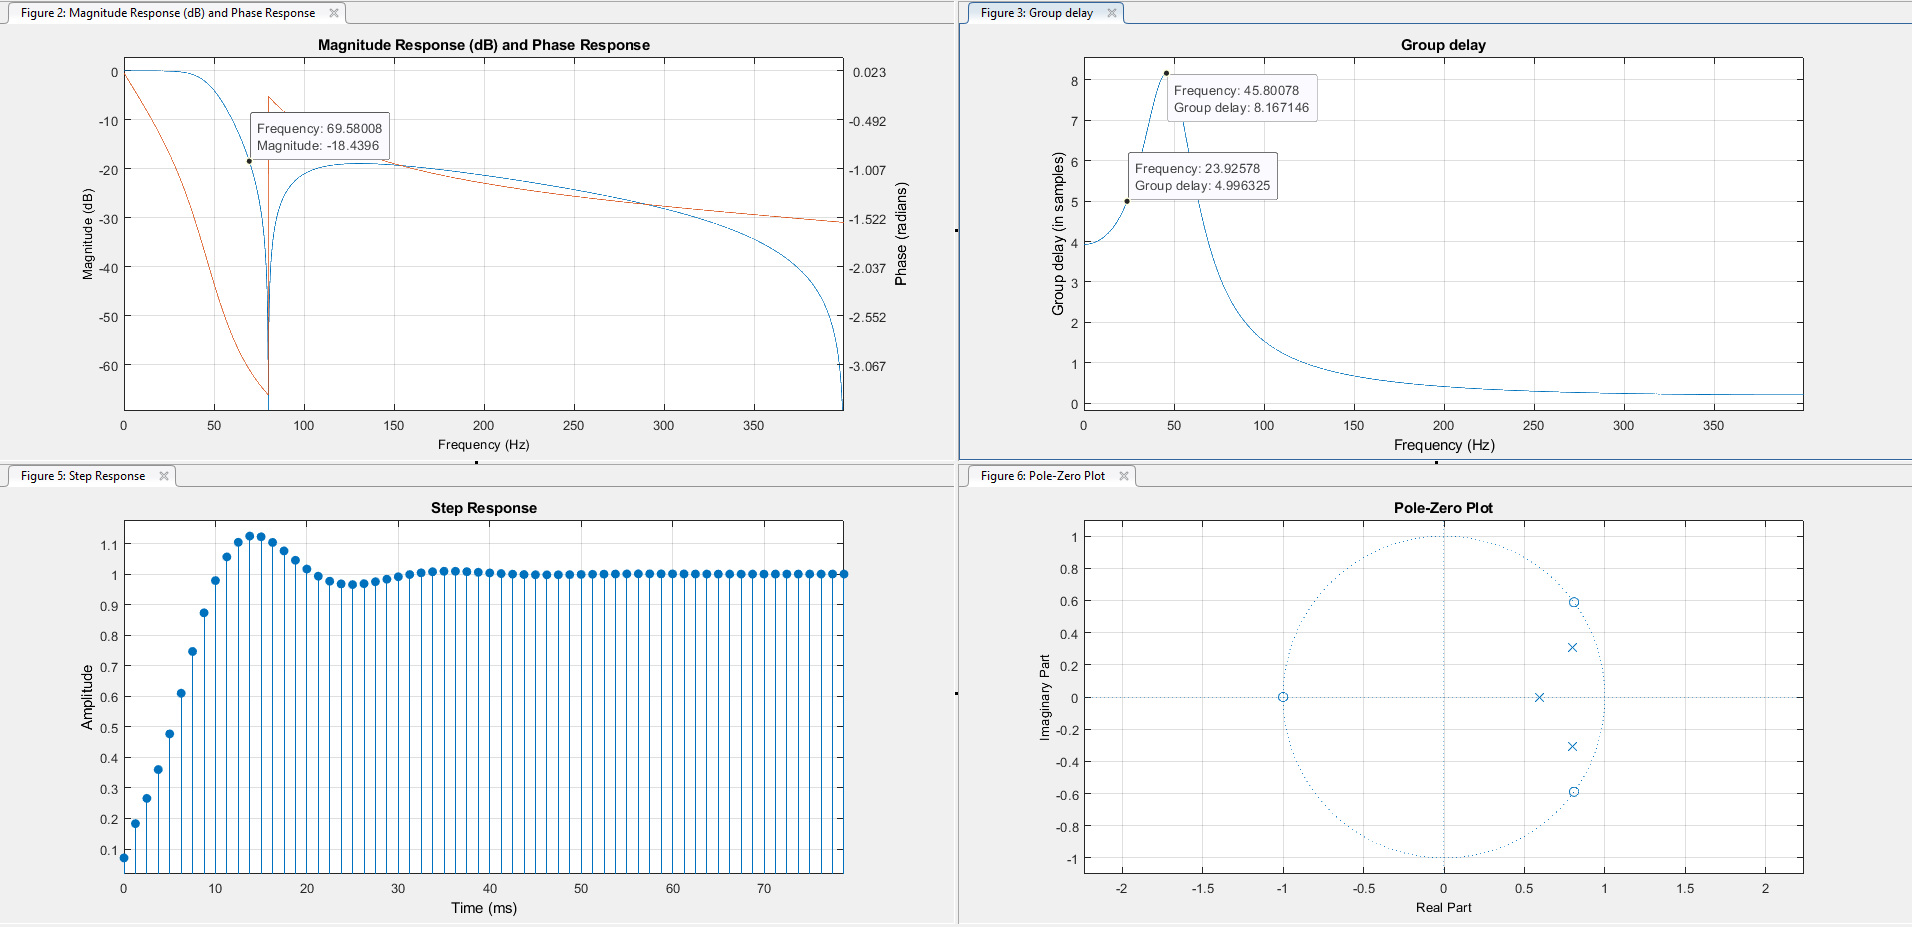 Figure 2: Magnitude Response (dB) and Phase Response
Magnitude Response (dB) and Phase Response
Magnitude (dB)
0
-10
-20
-30
-40
-50
-60
Frequency: 69.58008
Magnitude: -18.4396
0.023
-0.492
-1.007
-1.522
-2.037
-2.552
-3.067
Phase (radians)
0 50 100 150 200 250 300 350
Frequency (Hz)
Figure 3: Group delay
Group delay
Group delay (in samples)
8
7
6
5
4
3
2
1
0
Frequency: 45.80078
Group delay: 8.167146
Frequency: 23.92578
Group delay: 4.996325
0 50 100 150 200 250 300 350
Frequency (Hz)
Figure 5: Step Response
Step Response
Amplitude
1.1
1
0.9
0.8
0.7
0.6
0.5
0.4
0.3
0.2
0.1
0 10 20 30 40 50 60 70
Time (ms)
Figure 6: Pole-Zero Plot
Pole-Zero Plot
Imaginary Part
1
0.8
0.6
0.4
0.2
0
-0.2
-0.4
-0.6
-0.8
-1
-2 -1.5 -1 -0.5 0 0.5 1 1.5 2
Real Part